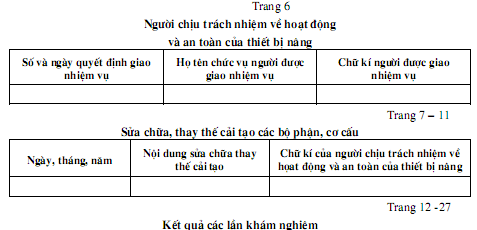 Trang 6
Người chịu trách nhiệm về hoạt động
và an toàn của thiết bị nâng
Số và ngày quyết định giao nhiệm vụ
Họ tên chức vụ người được giao nhiệm vụ
Chữ kí người được giao nhiệm vụ
Trang 7 – 11
Sửa chữa, thay thế cải tạo các bộ phận, cơ cấu
Ngày, tháng, năm
Nội dung sửa chữa thay thế cải tạo
Chữ kí của người chịu trách nhiệm về hoạt động và an toàn của thiết bị nâng
Trang 12 -27
Kết quả các lần khám nghiệm